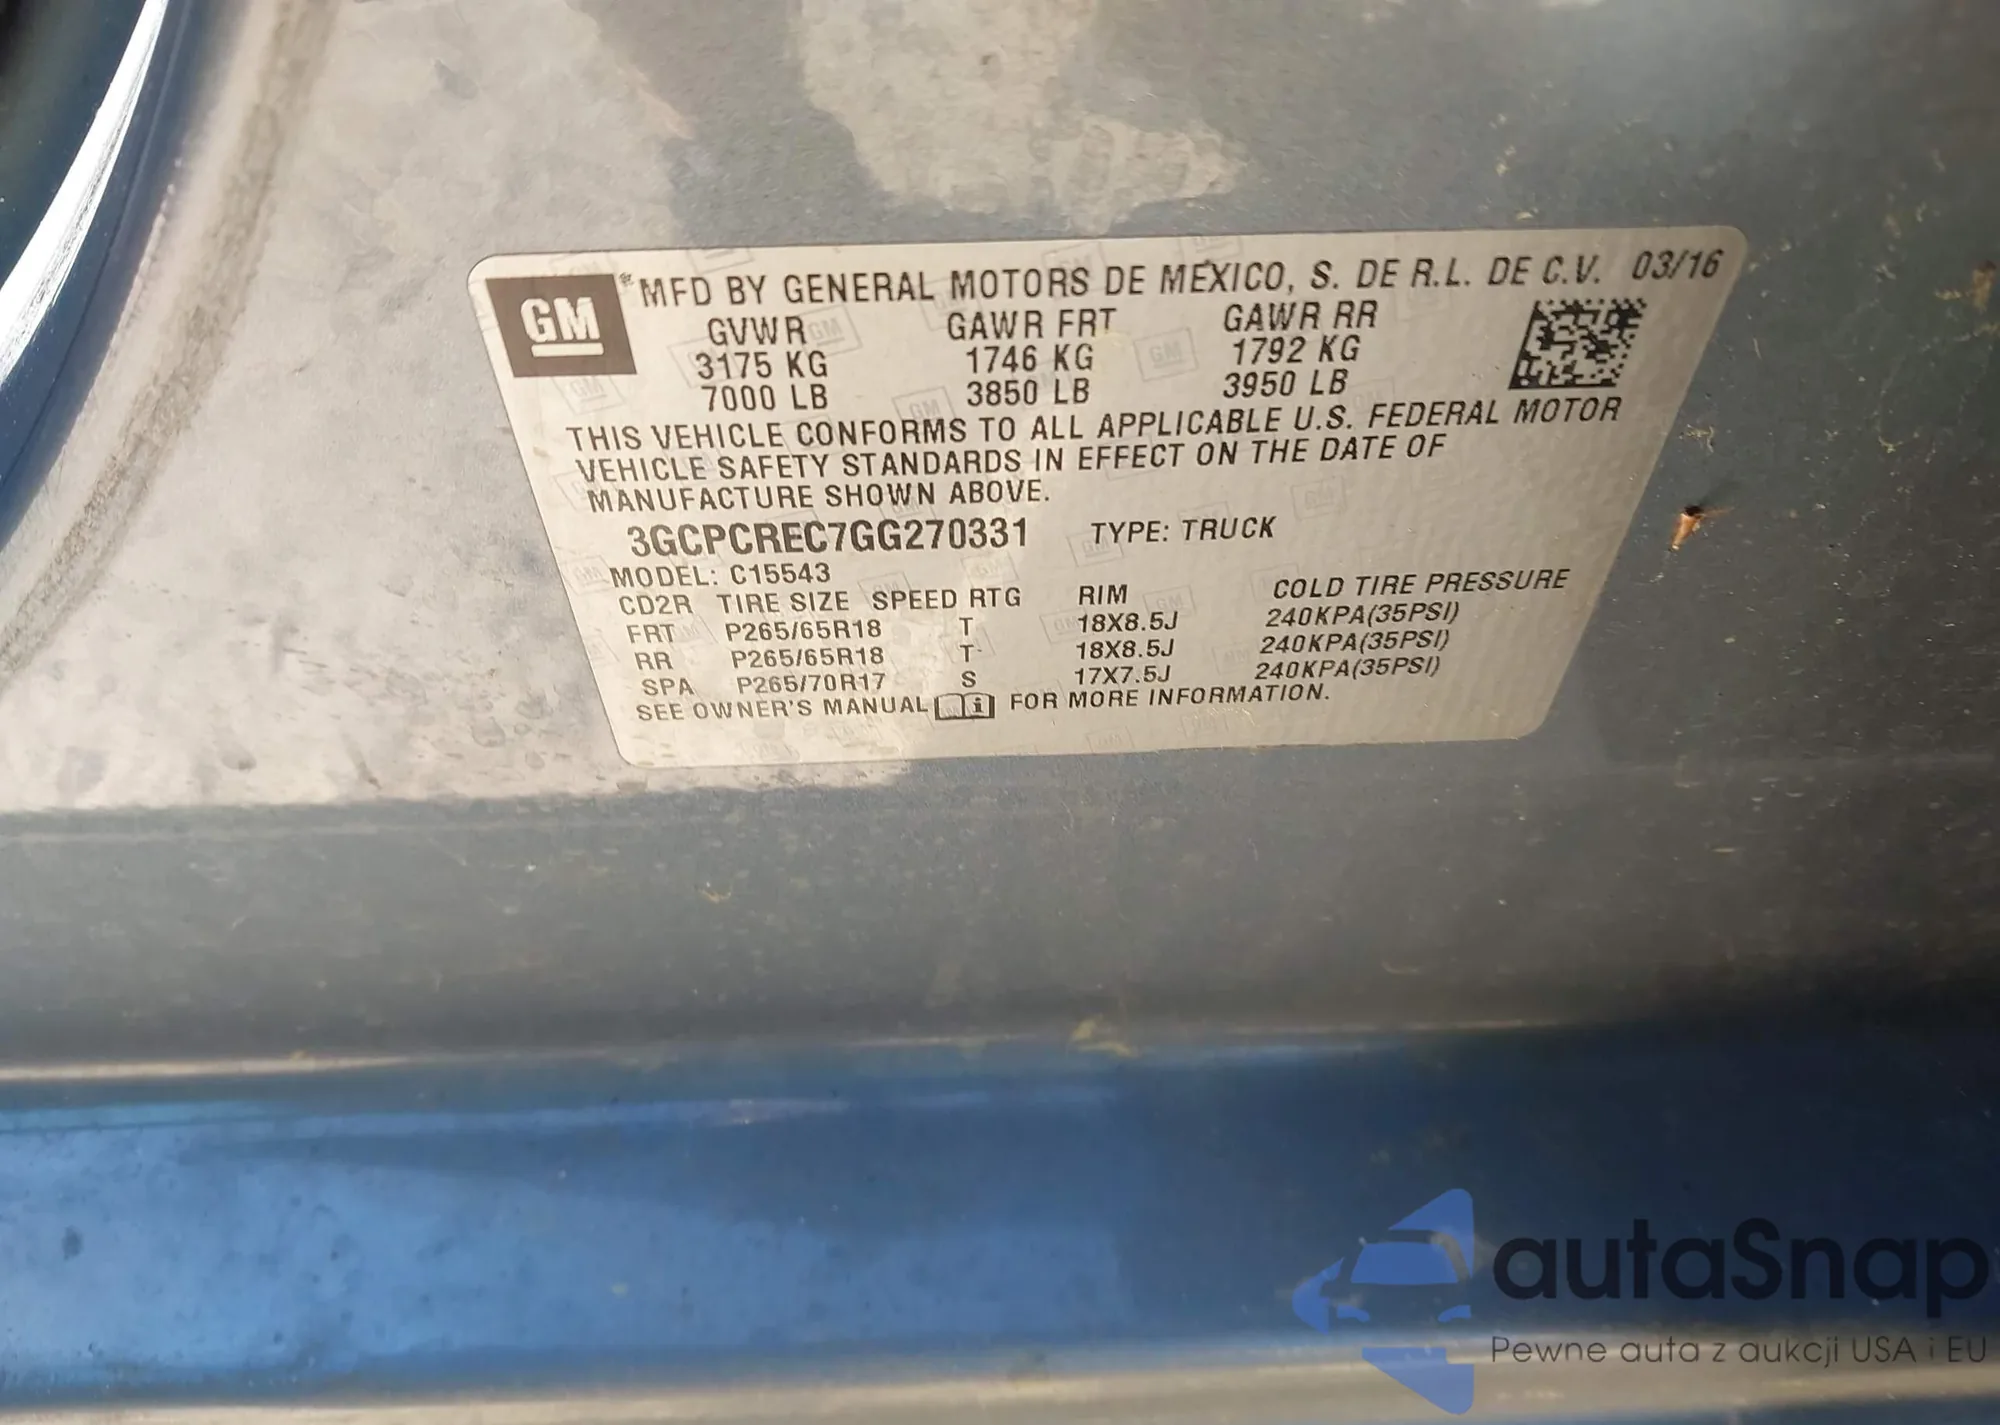 GM MFD BY GENERAL MOTORS DE MEXICO, S. DE R.L. DE C.V. 03/16
GVWR GAWR FRT GAWR RR
3175 KG 1746 KG 1792 KG
7000 LB 3850 LB 3950 LB
THIS VEHICLE CONFORMS TO ALL APPLICABLE U.S. FEDERAL MOTOR
VEHICLE SAFETY STANDARDS IN EFFECT ON THE DATE OF
MANUFACTURE SHOWN ABOVE.
3GCPCREC7GG270331 TYPE: TRUCK
MODEL: C15543
CD2R TIRE SIZE SPEED RTG RIM COLD TIRE PRESSURE
FRT P265/65R18 T 18X8.5J 240KPA(35PSI)
RR P265/65R18 T 18X8.5J 240KPA(35PSI)
SPA P265/70R17 S 17X7.5J 240KPA(35PSI)
SEE OWNER'S MANUAL FOR MORE INFORMATION.
autaSnap
Pewne auta z aukcji USA i EU